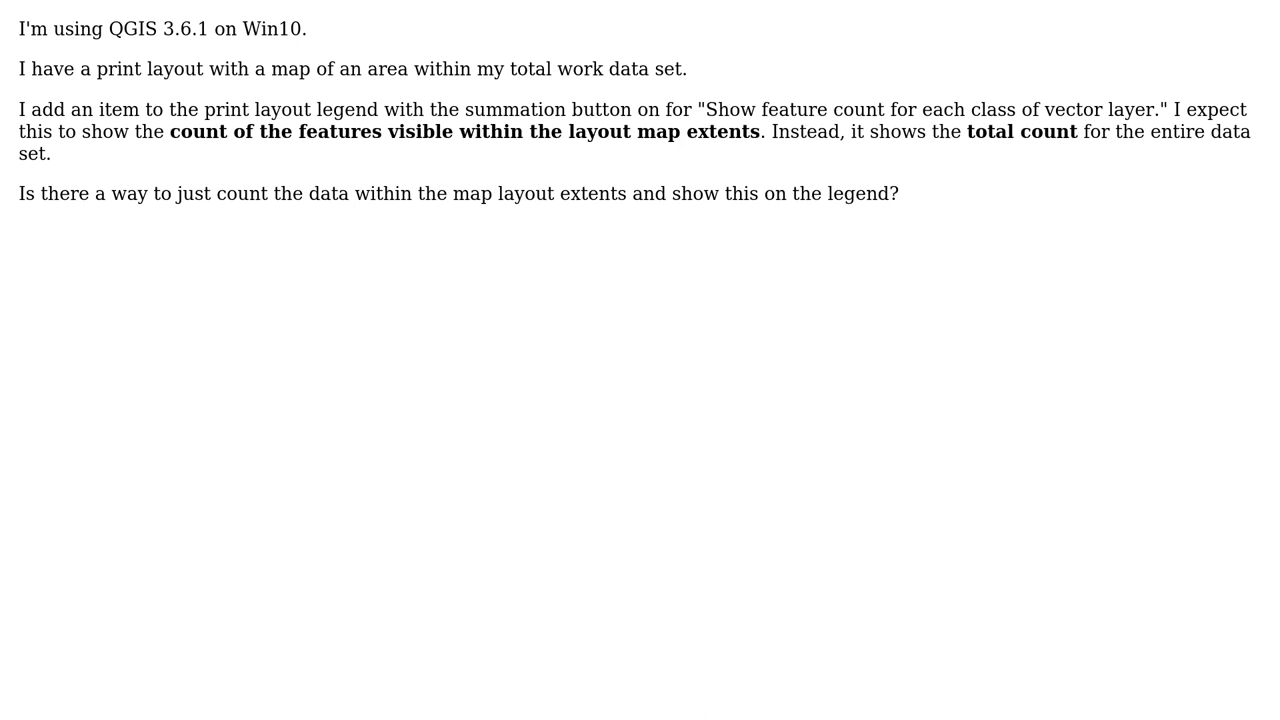 I'm using QGIS 3.6.1 on Win10.
I have a print layout with a map of an area within my total work data set.
I add an item to the print layout legend with the summation button on for "Show feature count for each class of vector layer." I expect
this to show the count of the features visible within the layout map extents. Instead, it shows the total count for the entire data
set.
Is there a way to just count the data within the map layout extents and show this on the legend?